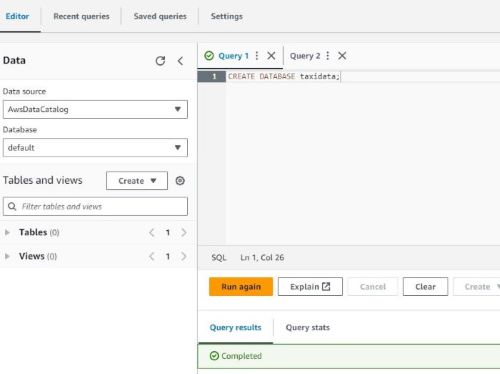 Editor Recent queries Saved queries Settings
Data
Data source
AwsDataCatalog
Database
default
Tables and views Create
Filter tables and views
Tables (0) 1
Views (0) 1
Query 1 Query 2
1 CREATE DATABASE taxidata;
SQL Ln 1, Col 26
Run again Explain Cancel Clear Create
Query results Query stats
Completed